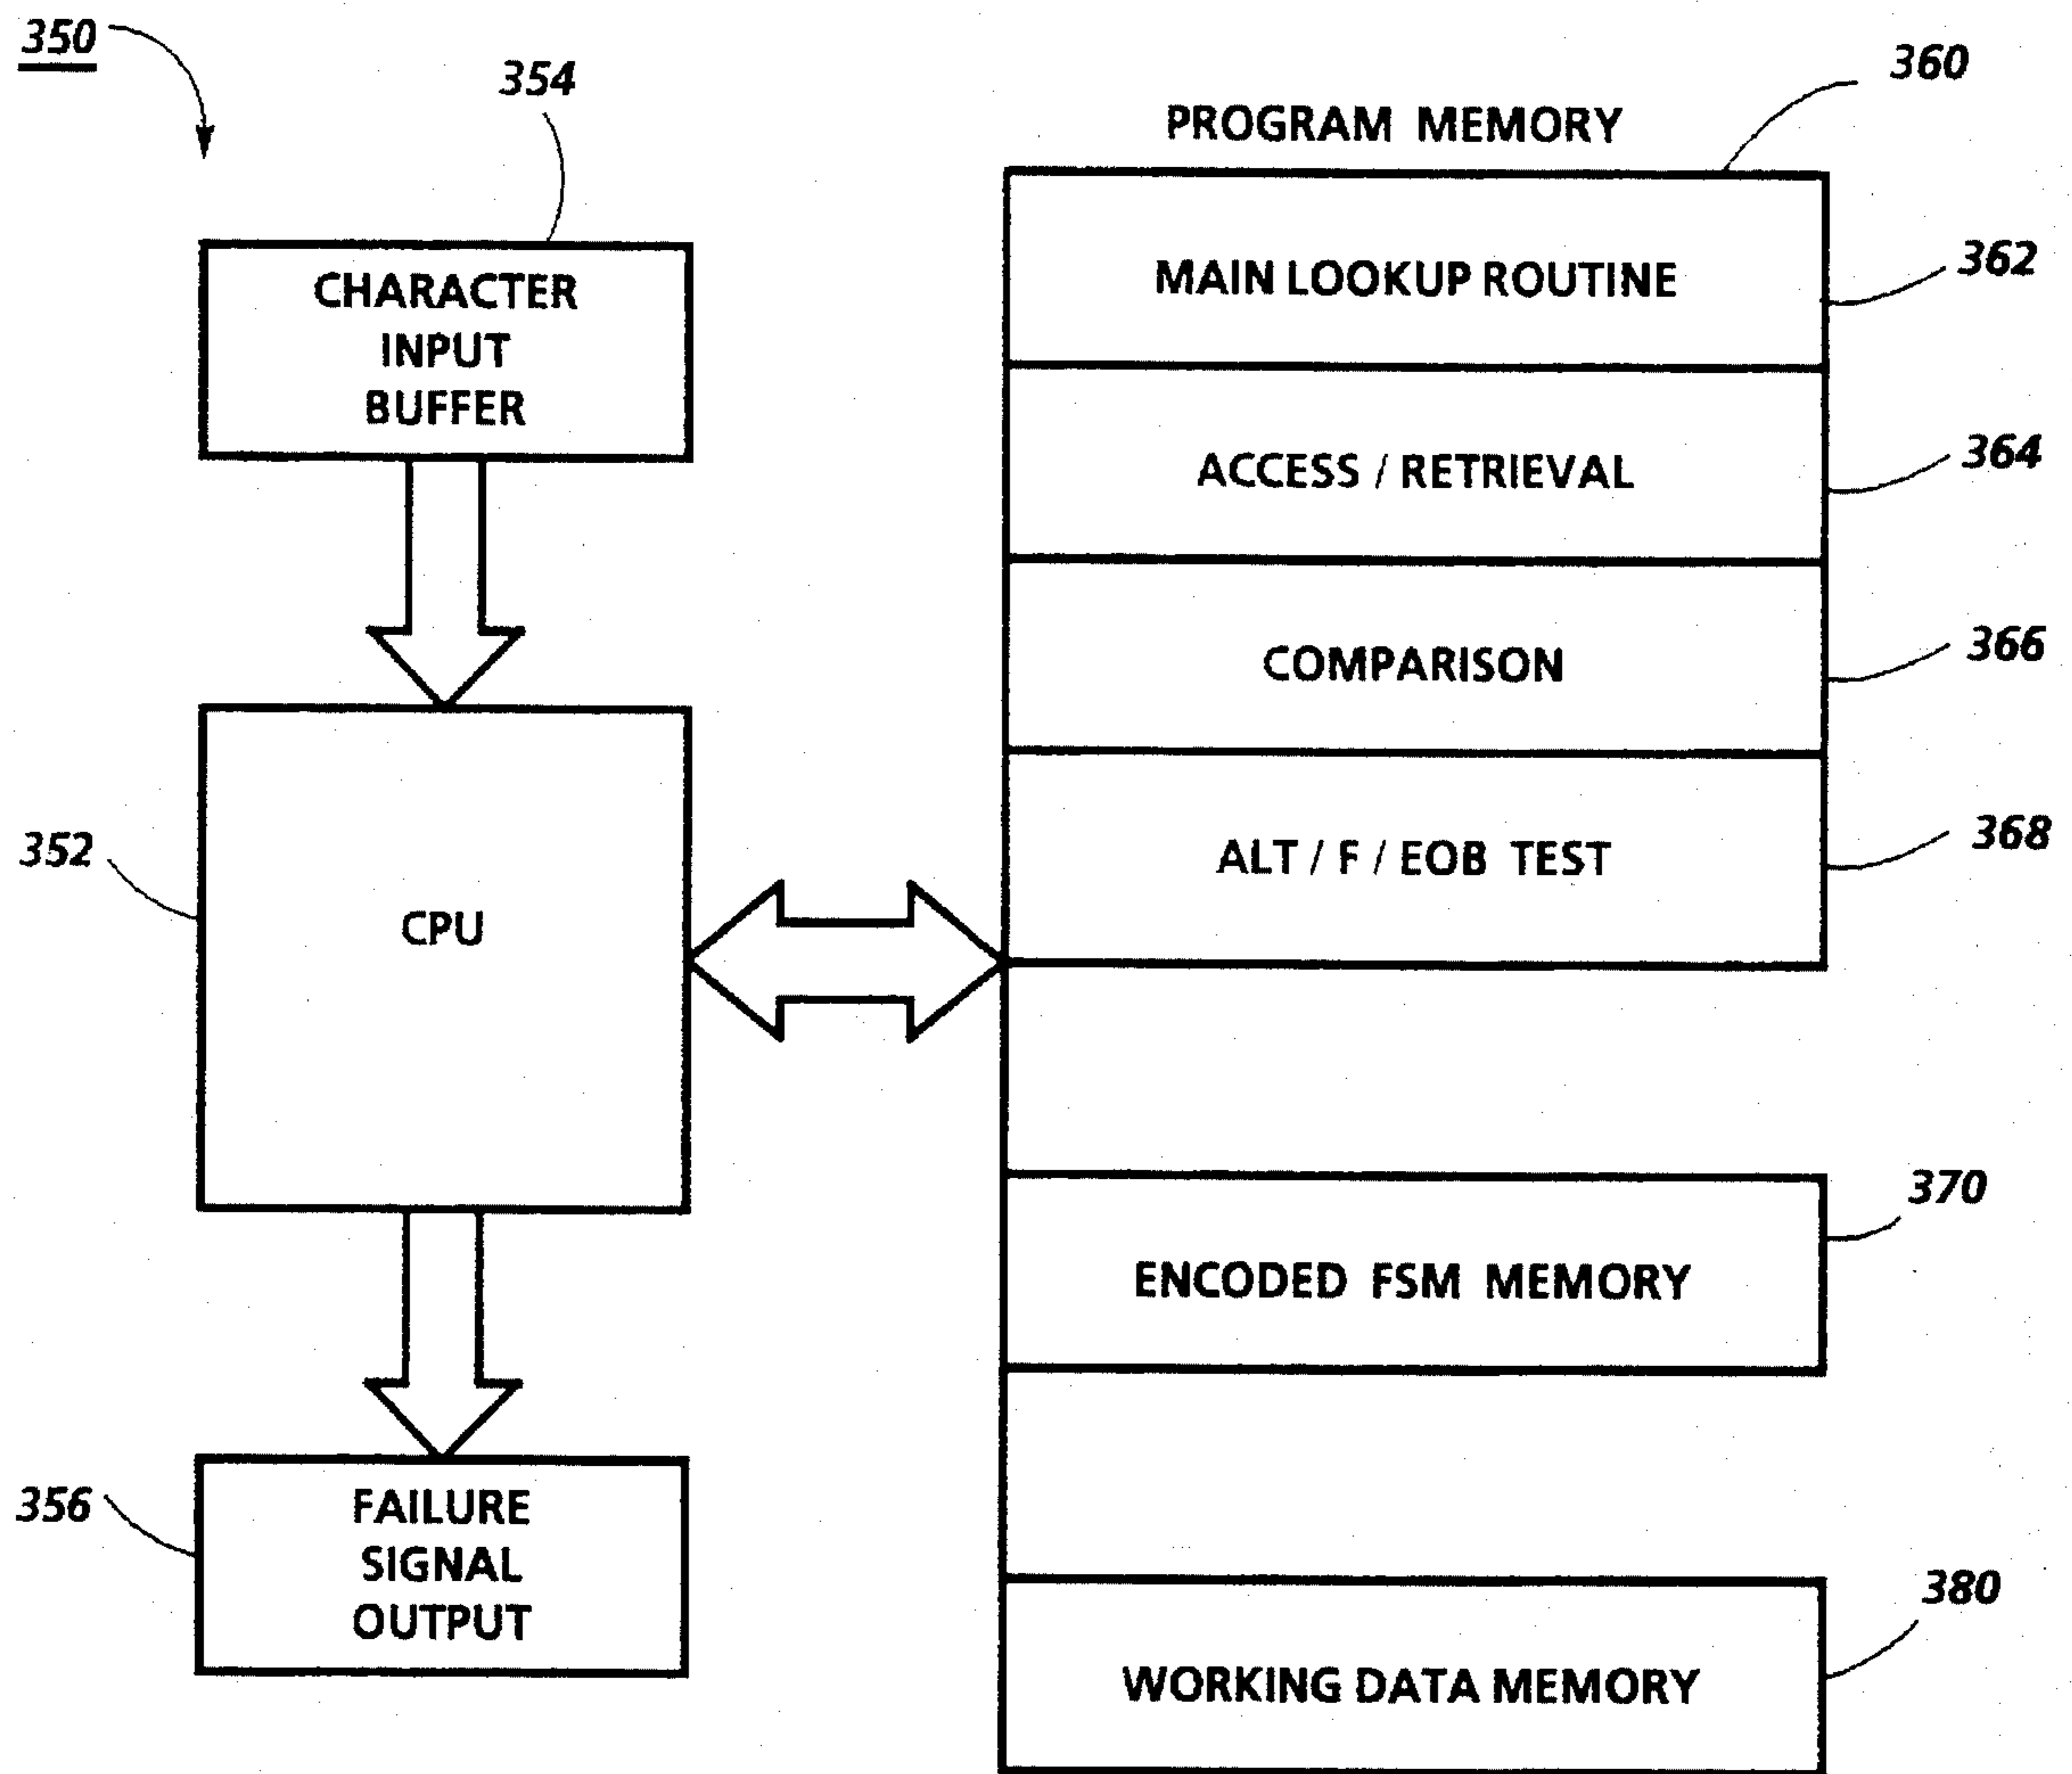 350
354
CHARACTER
INPUT
BUFFER
352
CPU
356
FAILURE
SIGNAL
OUTPUT
360
PROGRAM MEMORY
MAIN LOOKUP ROUTINE
362
ACCESS / RETRIEVAL
364
COMPARISON
366
ALT / F / EOB TEST
368
370
ENCODED FSM MEMORY
380
WORKING DATA MEMORY